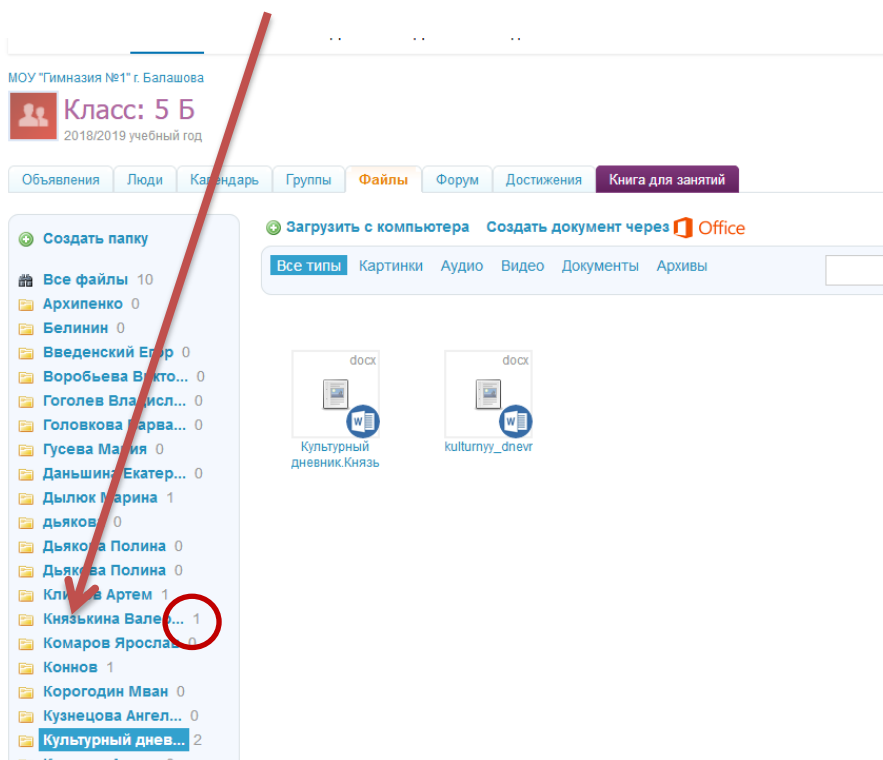 МОУ "Гимназия №1" г. Балашова
Класс: 5 Б
2018/2019 учебный год
Объявления Люди Календарь Группы Файлы Форум Достижения Книга для занятий
Создать папку
Все файлы 10
Архипенко 0
Белинин 0
Введенский Егор 0
Воробьева Викто... 0
Гоголев Владисл... 0
Головкова Варва... 0
Гусева Мария 0
Даньшина Екатер... 0
Дылюк Марина 1
дьякова 0
Дьякова Полина 0
Дьякова Полина 0
Климов Артем 1
Князькина Валер... 1
Комаров Ярослав 0
Коннов 1
Корогодин Мван 0
Кузнецова Ангел... 0
Культурный днев... 2
Загрузить с компьютера Создать документ через Office
Все типы Картинки Аудио Видео Документы Архивы
docx
W
Культурный
дневник.Князь
docx
W
kulturnyy_dnevr